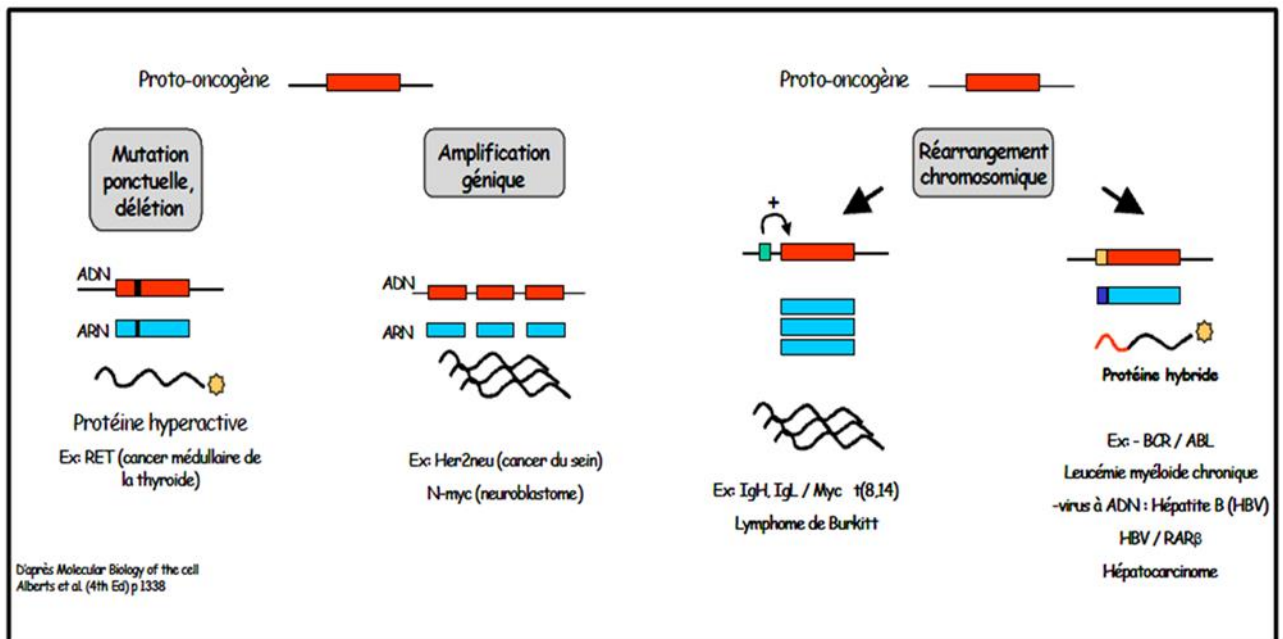 Proto-oncogène
Mutation
ponctuelle,
délétion
ADN
ARN
Protéine hyperactive
Ex: RET (cancer médullaire de
la thyroide)
Amplification
génique
ADN
ARN
Ex: Her2neu (cancer du sein)
N-myc (neuroblastome)
Proto-oncogène
Réarrangement
chromosomique
+
Ex: IgH, IgL / Myc t(8,14)
Lymphome de Burkitt
Protéine hybride
Ex: - BCR / ABL
Leucémie myéloide chronique
-virus à ADN : Hépatite B (HBV)
HBV / RARβ
Hépatocarcinome
D'après Molecular Biology of the cell
Alberts et al. (4th Ed) p 1338